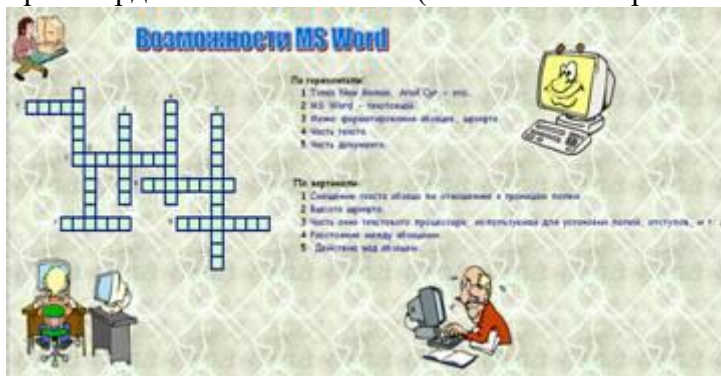 Возможности MS Word
По горизонтали:
1 Times New Roman, Arial Cyr - это...
2 MS Word - текстовый
3 Меню форматирования абзацев, шрифта
4 Часть текста
5 Часть документа.
По вертикали:
1 Смещение текста абзаца по отношению к границам полей
2 Высота шрифта
3 Часть окна текстового процессора, используемая для установки полей, отступов, и т.
4 Расстояние между абзацами
5 Действие над абзацем